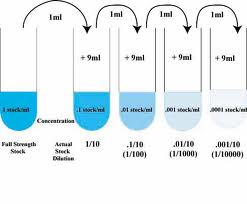 1ml 1ml 1ml 1ml
+ 9ml + 9ml + 9ml + 9ml
1 stock/ml .1 stock/ml .01 stock/ml .001 stock/ml .0001 stock/ml
Concentration
Full Strength Stock
Actual Stock Dilution
1/10
.1/10
(1/100)
.01/10
(1/1000)
.001/10
(1/10000)